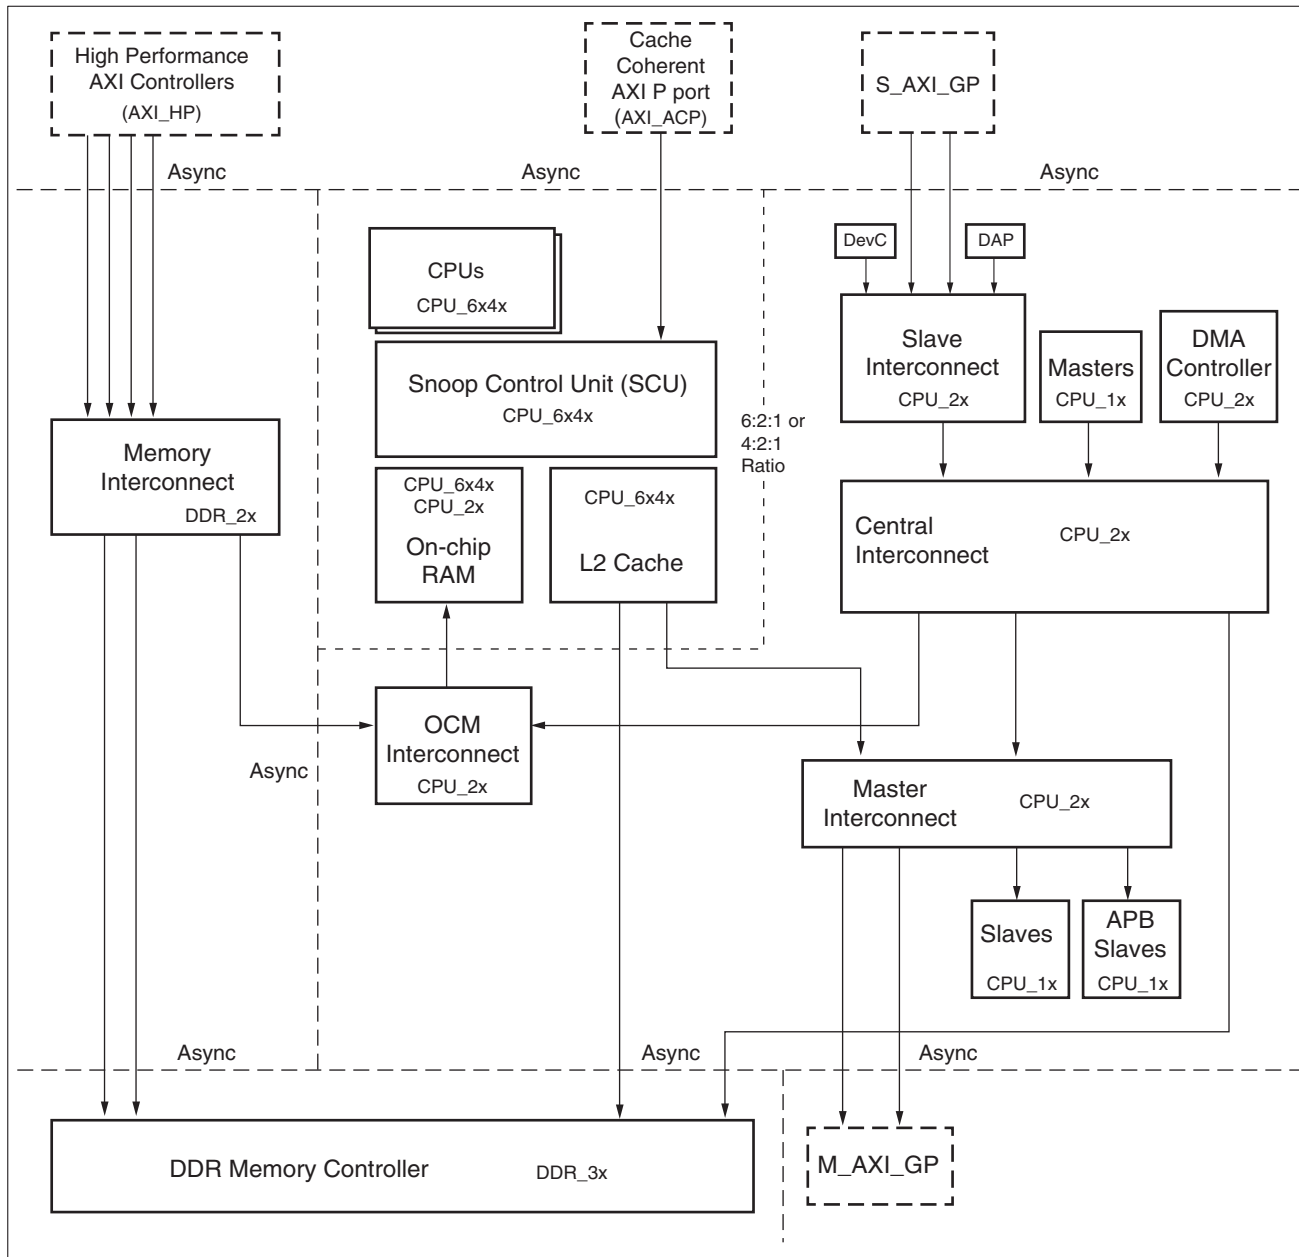 High Performance
AXI Controllers
(AXI_HP)
Cache
Coherent
AXI P port
(AXI_ACP)
S_AXI_GP
Async
Async
Async
DevC
DAP
CPUs
CPU_6x4x
Slave
Interconnect
CPU_2x
Masters
CPU_1x
DMA
Controller
CPU_2x
Snoop Control Unit (SCU)
CPU_6x4x
6:2:1 or
4:2:1
Ratio
Memory
Interconnect
DDR_2x
CPU_6x4x
CPU_2x
On-chip
RAM
CPU_6x4x
L2 Cache
Central
Interconnect
CPU_2x
OCM
Interconnect
CPU_2x
Async
Master
Interconnect
CPU_2x
Slaves
CPU_1x
APB
Slaves
CPU_1x
Async
Async
Async
DDR Memory Controller
DDR_3x
M_AXI_GP